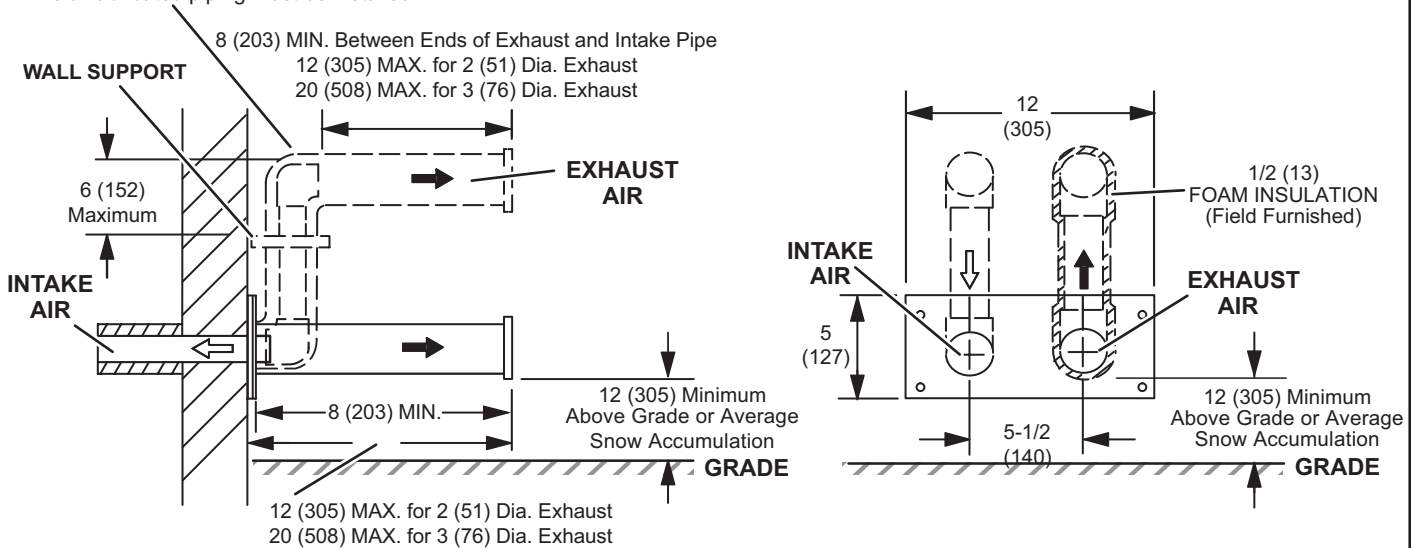 8 (203) MIN. Between Ends of Exhaust and Intake Pipe
12 (305) MAX. for 2 (51) Dia. Exhaust
20 (508) MAX. for 3 (76) Dia. Exhaust
WALL SUPPORT
EXHAUST
AIR
6 (152)
Maximum
INTAKE
AIR
8 (203) MIN.
12 (305) Minimum
Above Grade or Average
Snow Accumulation
GRADE
12 (305) MAX. for 2 (51) Dia. Exhaust
20 (508) MAX. for 3 (76) Dia. Exhaust
12
(305)
1/2 (13)
FOAM INSULATION
(Field Furnished)
INTAKE
AIR
EXHAUST
AIR
5
(127)
12 (305) Minimum
Above Grade or Average
Snow Accumulation
5-1/2
(140)
GRADE